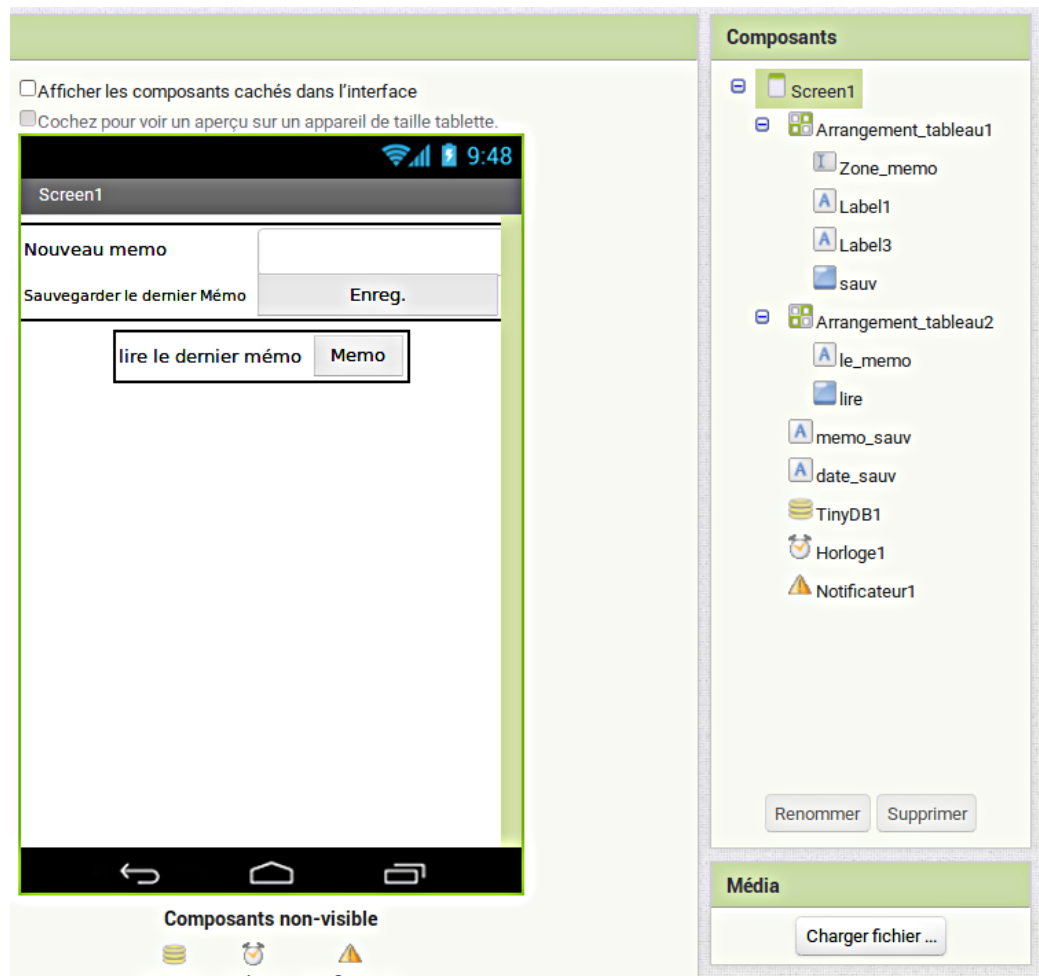 Composants
Afficher les composants cachés dans l'interface
Cochez pour voir un aperçu sur un appareil de taille tablette.
9:48
Screen1
Nouveau memo
Sauvegarder le dernier Mémo
Enreg.
lire le dernier mémo
Memo
Composants non-visible
Screen1
Arrangement_tableau1
Zone_memo
Label1
Label3
sauv
Arrangement_tableau2
le_memo
lire
memo_sauv
date_sauv
TinyDB1
Horloge1
Notificateur1
Renommer
Supprimer
Média
Charger fichier ...